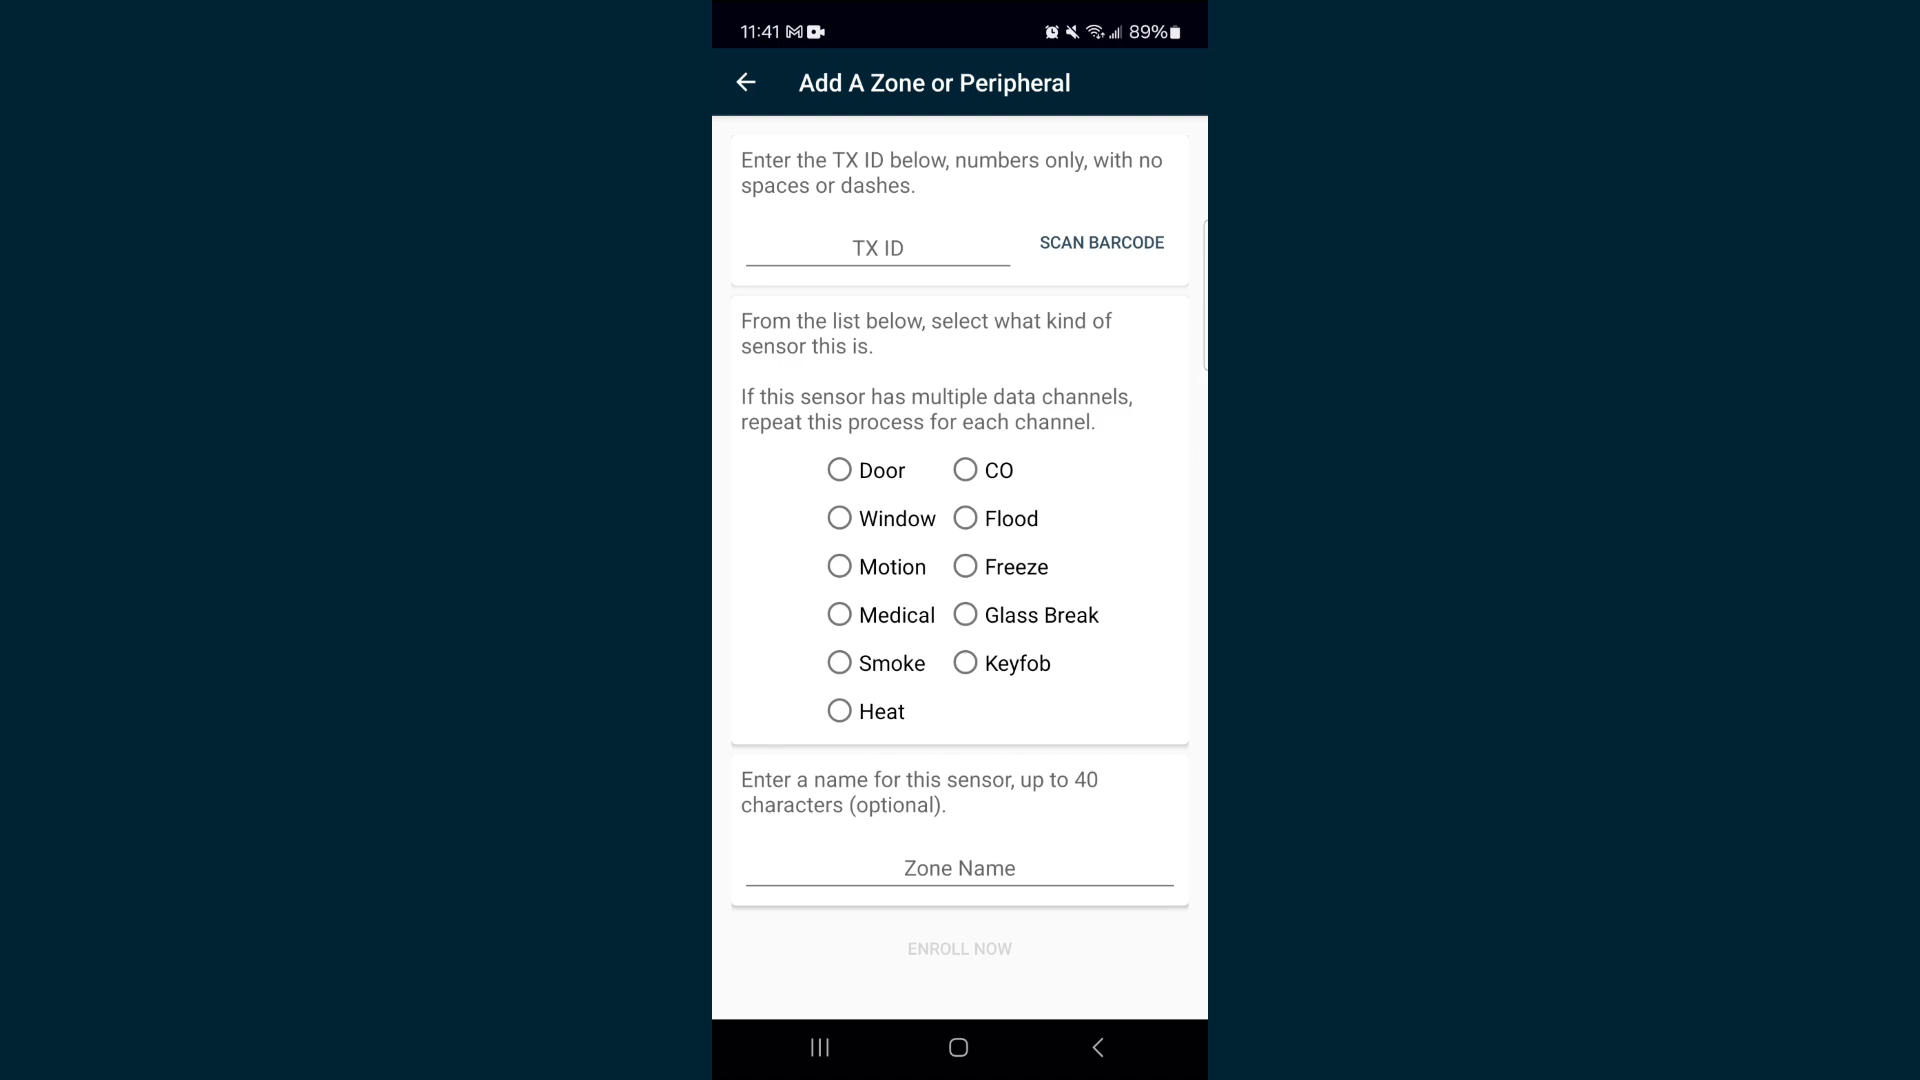 11:41 89%
Add A Zone or Peripheral
Enter the TX ID below, numbers only, with no
spaces or dashes.
TX ID
SCAN BARCODE
From the list below, select what kind of
sensor this is.
If this sensor has multiple data channels,
repeat this process for each channel.
Door CO
Window Flood
Motion Freeze
Medical Glass Break
Smoke Keyfob
Heat
Enter a name for this sensor, up to 40
characters (optional).
Zone Name
ENROLL NOW